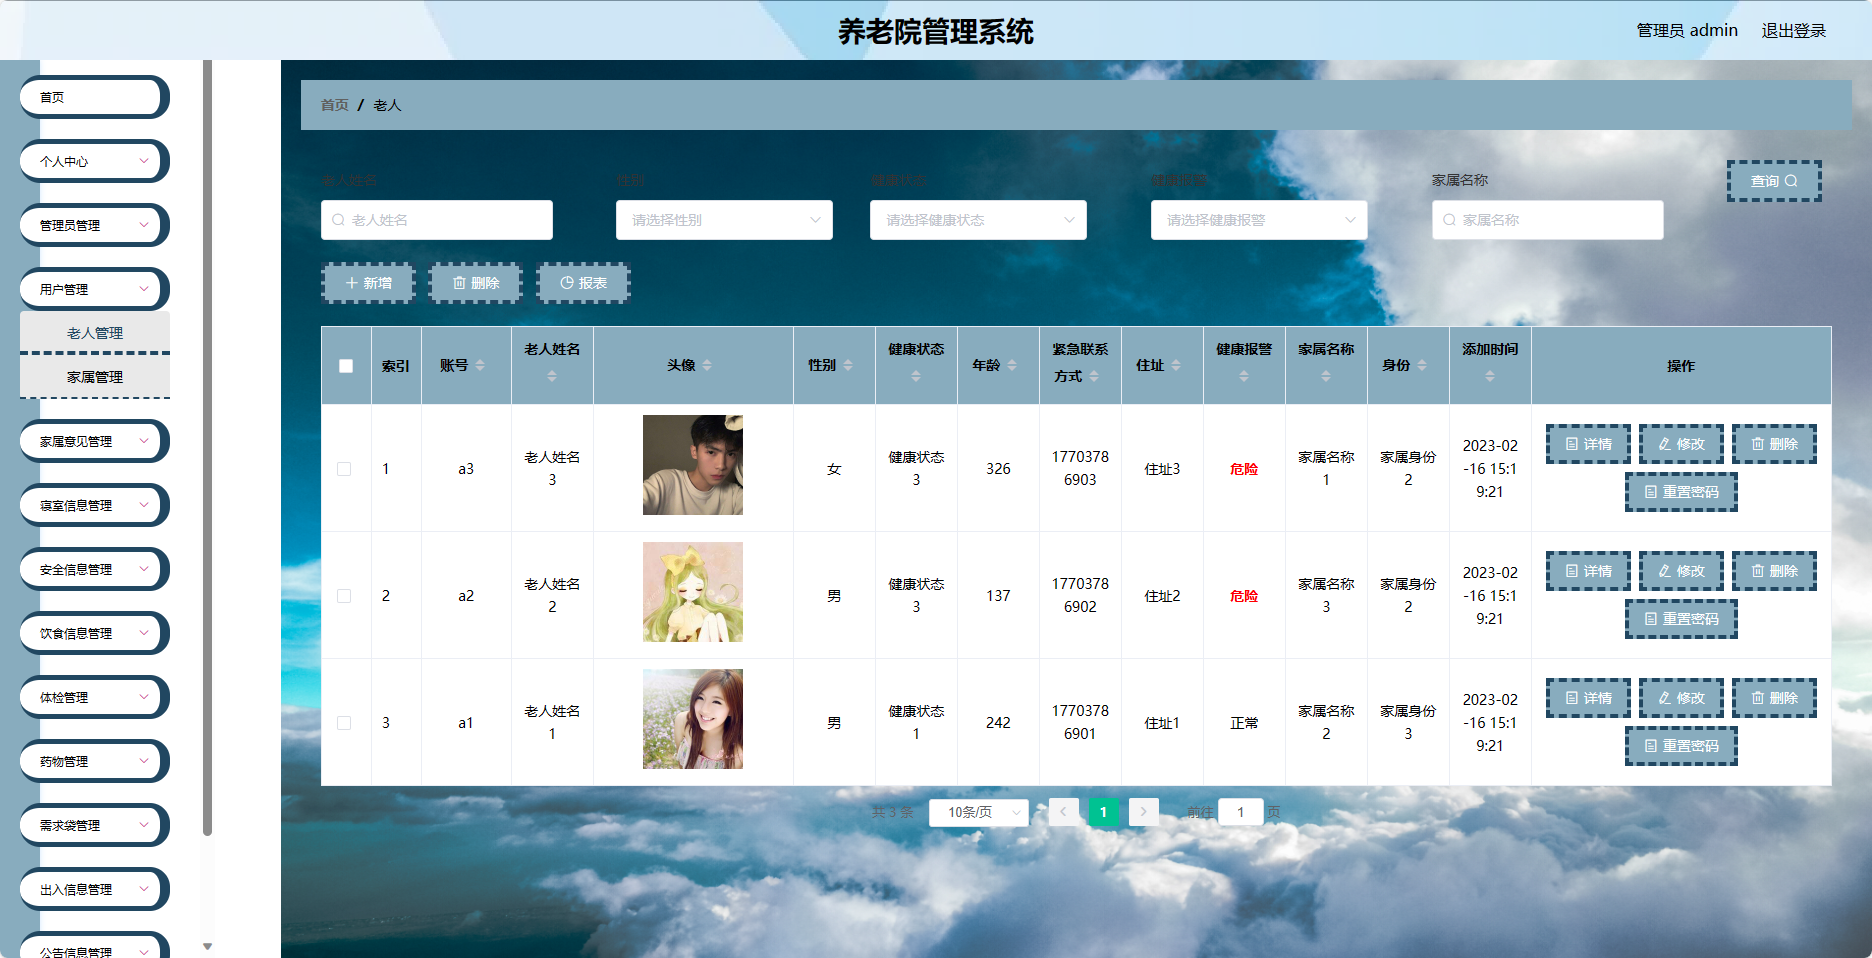 养老院管理系统
管理员 admin
退出登录
首页
个人中心
管理员管理
用户管理
老人管理
家属管理
家属意见管理
寝室信息管理
安全信息管理
饮食信息管理
体检管理
药物管理
需求袋管理
出入信息管理
公告信息管理
首页 / 老人
老人姓名
性别
健康状态
健康报警
家属名称
老人姓名
请选择性别
请选择健康状态
请选择健康报警
家属名称
查询
新增
删除
报表
索引
账号
老人姓名
头像
性别
健康状态
年龄
紧急联系
方式
住址
健康报警
家属名称
身份
添加时间
操作
1
a3
老人姓名
3
女
健康状态
3
326
1770378
6903
住址3
危险
家属名称
1
家属身份
2
2023-02
-16 15:1
9:21
详情
修改
删除
重置密码
2
a2
老人姓名
2
男
健康状态
3
137
1770378
6902
住址2
危险
家属名称
3
家属身份
2
2023-02
-16 15:1
9:21
详情
修改
删除
重置密码
3
a1
老人姓名
1
男
健康状态
1
242
1770378
6901
住址1
正常
家属名称
2
家属身份
3
2023-02
-16 15:1
9:21
详情
修改
删除
重置密码
共 3 条
10条/页
1
前往 1 页